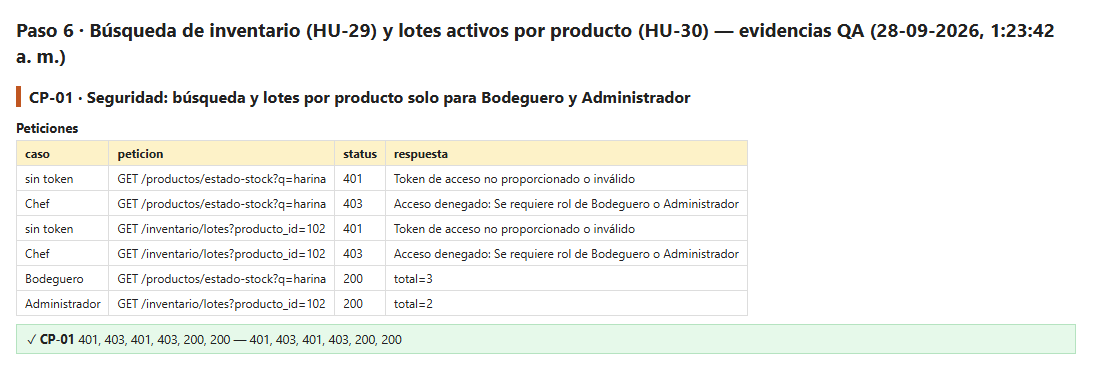 Paso 6 · Búsqueda de inventario (HU-29) y lotes activos por producto (HU-30) — evidencias QA (28-09-2026, 1:23:42
a. m.)
CP-01 · Seguridad: búsqueda y lotes por producto solo para Bodeguero y Administrador
Peticiones
caso peticion status respuesta
sin token GET /productos/estado-stock?q=harina 401 Token de acceso no proporcionado o inválido
Chef GET /productos/estado-stock?q=harina 403 Acceso denegado: Se requiere rol de Bodeguero o Administrador
sin token GET /inventario/lotes?producto_id=102 401 Token de acceso no proporcionado o inválido
Chef GET /inventario/lotes?producto_id=102 403 Acceso denegado: Se requiere rol de Bodeguero o Administrador
Bodeguero GET /productos/estado-stock?q=harina 200 total=3
Administrador GET /inventario/lotes?producto_id=102 200 total=2
✓ CP-01 401, 403, 401, 403, 200, 200 — 401, 403, 401, 403, 200, 200